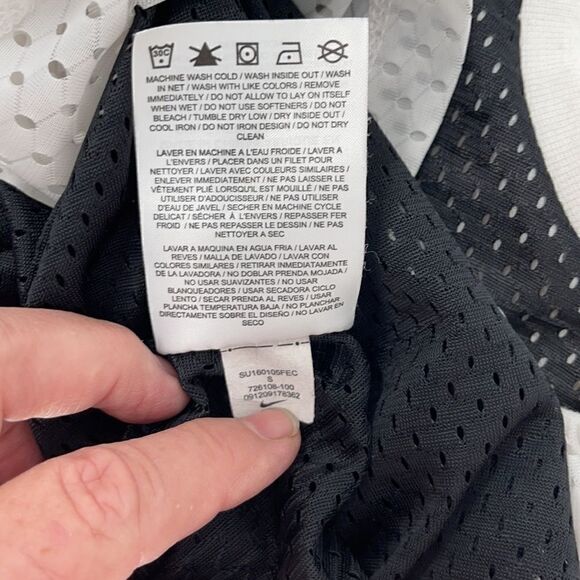 30C
MACHINE WASH COLD / WASH INSIDE OUT / WASH
IN NET / WASH WITH LIKE COLORS / REMOVE
IMMEDIATELY / DO NOT ALLOW TO LAY ON ITSELF
WHEN WET / DO NOT USE SOFTENERS / DO NOT
BLEACH / TUMBLE DRY LOW / DRY INSIDE OUT /
COOL IRON / DO NOT IRON DESIGN / DO NOT DRY
CLEAN
LAVER EN MACHINE A L'EAU FROIDE / LAVER A
L'ENVERS / PLACER DANS UN FILET POUR
NETTOYER / LAVER AVEC COULEURS SIMILAIRES /
ENLEVER IMMEDIATEMENT / NE PAS LAISSER LE
VÊTEMENT PLIÉ LORSQU'IL EST MOUILLÉ / NE PAS
UTILISER D'ADOUCISSEUR / NE PAS UTILISER
D'EAU DE JAVEL / SECHER EN MACHINE CYCLE
DELICAT / SÉCHER À L'ENVERS / REPASSER FER
FROID / NE PAS REPASSER LE DESSIN / NE PAS
NETTOYER A SEC
LAVAR A MAQUINA EN AGUA FRIA / LAVAR AL
REVES / MALLA DE LAVADO / LAVAR CON
COLORES SIMILARES / RETIRAR INMEDIATAMENTE
DE LA LAVADORA / NO DOBLAR PRENDA MOJADA /
NO USAR SUAVIZANTES / NO USAR
BLANQUEADORES / USAR SECADORA CICLO
LENTO / SECAR PRENDA AL REVES / USAR
PLANCHA TEMPERATURA BAJA / NO PLANCHAR
DIRECTAMENTE SOBRE EL DISEÑO / NO LAVAR EN
SECO
SU160105FEC
S
726108-100
091209178362